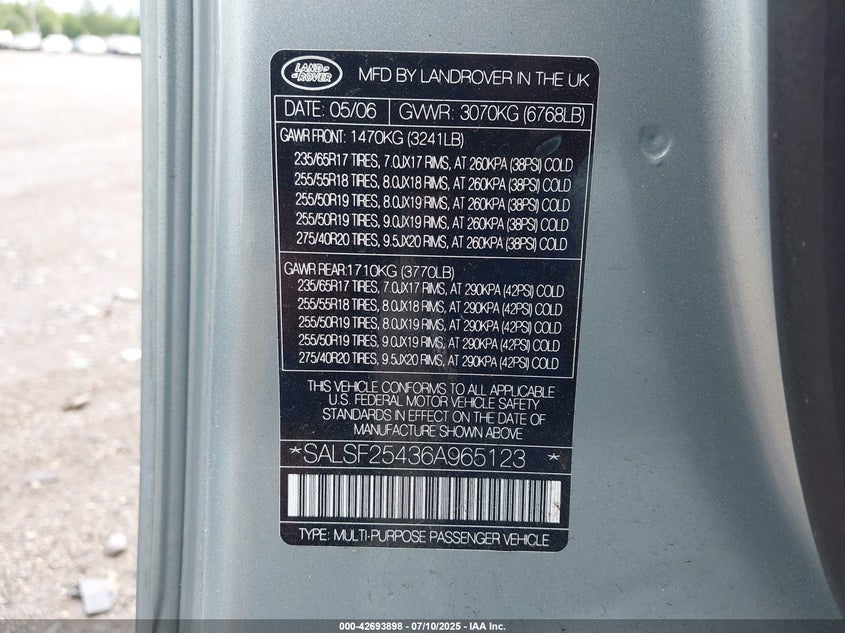 LAND ROVER
MFD BY LANDROVER IN THE UK
DATE: 05/06 GVWR: 3070KG (6768LB)
GAWR FRONT: 1470KG (3241LB)
235/65R17 TIRES, 7.0JX17 RIMS, AT 260KPA (38PSI) COLD
255/55R18 TIRES, 8.0JX18 RIMS, AT 260KPA (38PSI) COLD
255/50R19 TIRES, 8.0JX19 RIMS, AT 260KPA (38PSI) COLD
255/50R19 TIRES, 9.0JX19 RIMS, AT 260KPA (38PSI) COLD
275/40R20 TIRES, 9.5JX20 RIMS, AT 260KPA (38PSI) COLD
GAWR REAR:1710KG (3770LB)
235/65R17 TIRES, 7.0JX17 RIMS, AT 290KPA (42PSI) COLD
255/55R18 TIRES, 8.0JX18 RIMS, AT 290KPA (42PSI) COLD
255/50R19 TIRES, 8.0JX19 RIMS, AT 290KPA (42PSI) COLD
255/50R19 TIRES, 9.0JX19 RIMS, AT 290KPA (42PSI) COLD
275/40R20 TIRES, 9.5JX20 RIMS, AT 290KPA (42PSI) COLD
THIS VEHICLE CONFORMS TO ALL APPLICABLE
U.S. FEDERAL MOTOR VEHICLE SAFETY
STANDARDS IN EFFECT ON THE DATE OF
MANUFACTURE SHOWN ABOVE
*SALSF25436A965123 *
TYPE: MULTI-PURPOSE PASSENGER VEHICLE
000-42693898 - 07/10/2025 - IAA Inc.